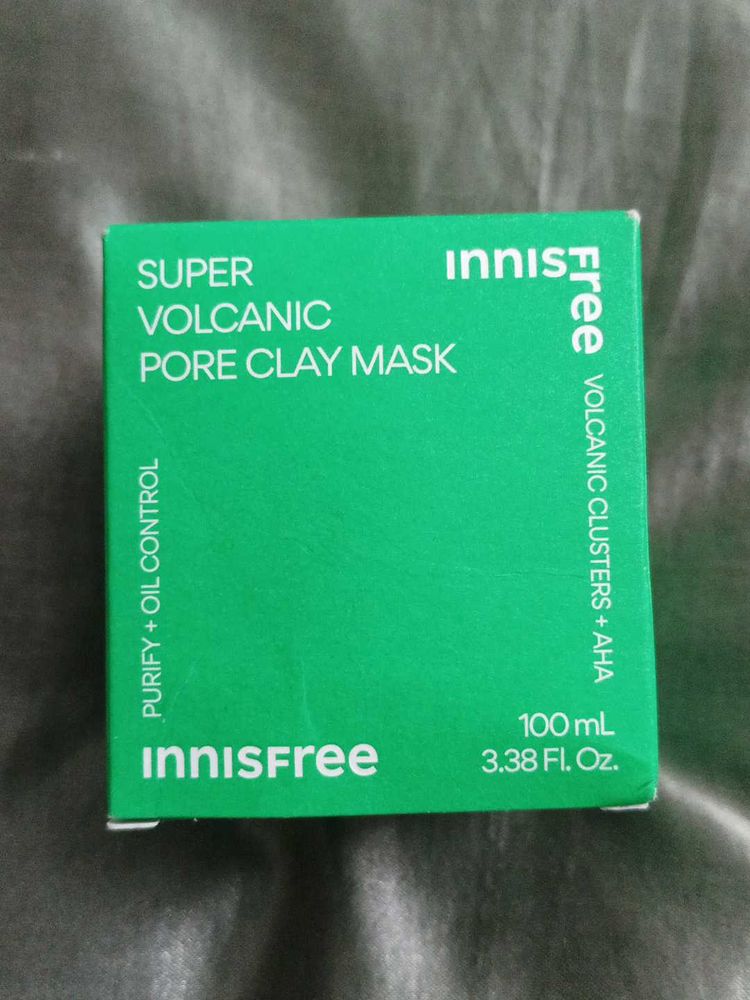 SUPER
VOLCANIC
PORE CLAY MASK
INNISFree
VOLCANIC CLUSTERS + AHA
PURIFY + OIL CONTROL
INNISFree
100 mL
3.38 Fl. Oz.